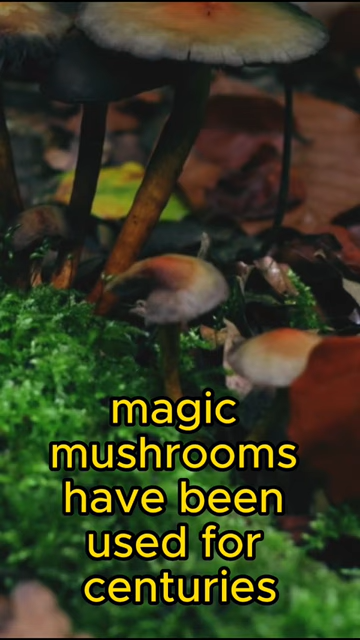 magic
mushrooms
have been
used for
centuries